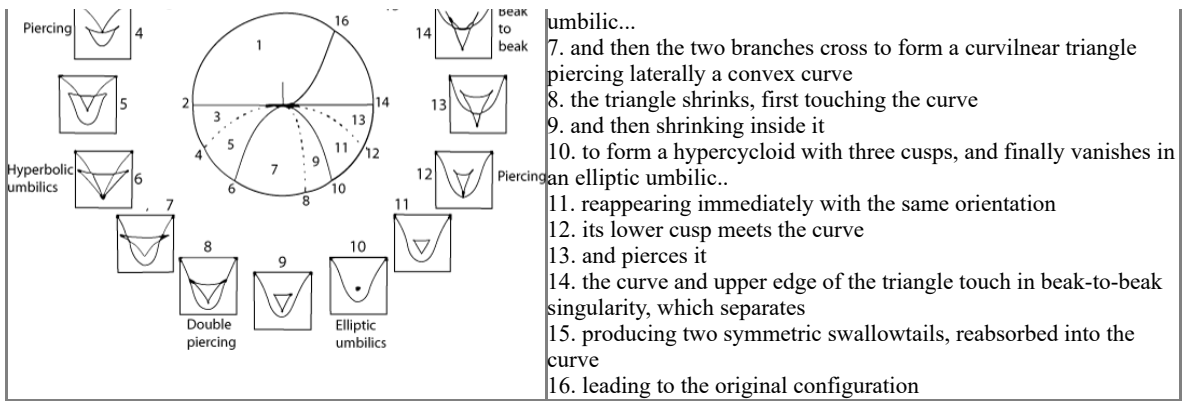 Piercing
4
5
Hyperbolic
umbilics
6
7
8
Double
piercing
9
10
Elliptic
umbilics
11
12
Piercing
13
14
Beak
to
beak
16
1
2
14
3
13
4
5
11
12
7
9
6
8
10
umbilic...
7. and then the two branches cross to form a curvilnear triangle
piercing laterally a convex curve
8. the triangle shrinks, first touching the curve
9. and then shrinking inside it
10. to form a hypercycloid with three cusps, and finally vanishes in
an elliptic umbilic..
11. reappearing immediately with the same orientation
12. its lower cusp meets the curve
13. and pierces it
14. the curve and upper edge of the triangle touch in beak-to-beak
singularity, which separates
15. producing two symmetric swallowtails, reabsorbed into the
curve
16. leading to the original configuration